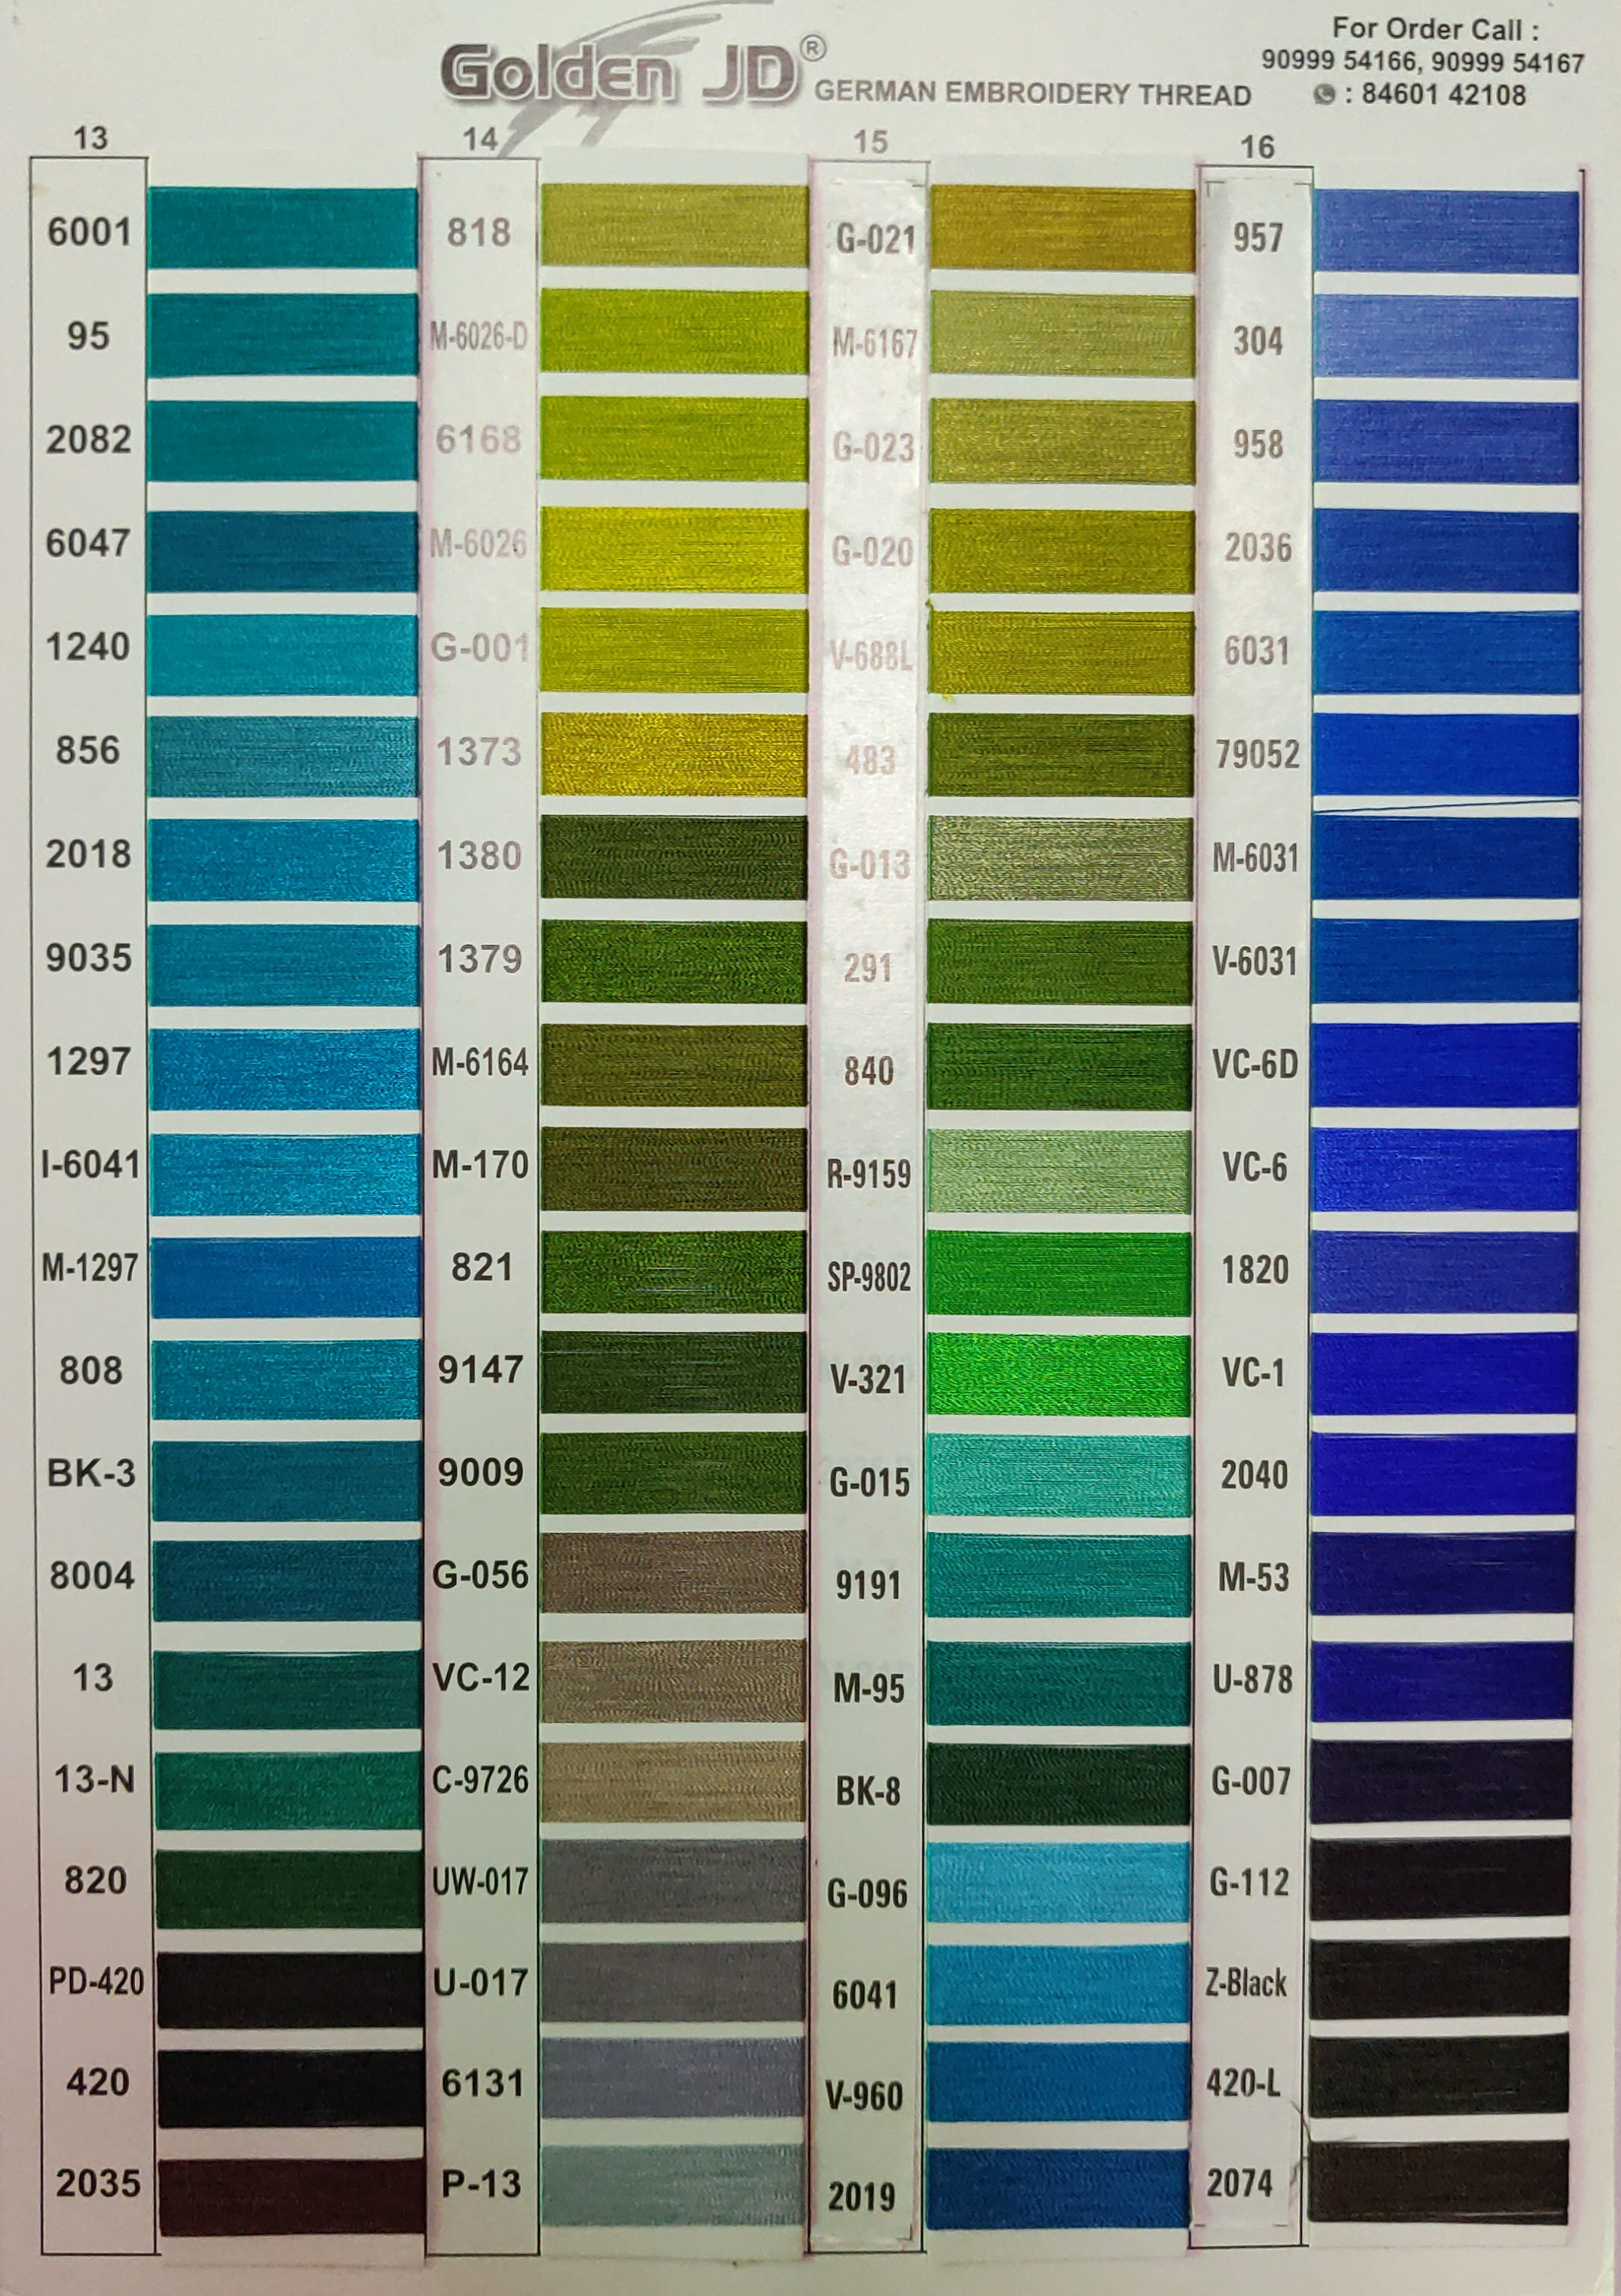 Golden JD®
GERMAN EMBROIDERY THREAD
For Order Call :
90999 54166, 90999 54167
: 84601 42108
13
6001
95
2082
6047
1240
856
2018
9035
1297
I-6041
M-1297
808
BK-3
8004
13
13-N
820
PD-420
420
2035
14
818
M-6026-D
6168
M-6026
G-001
1373
1380
1379
M-6164
M-170
821
9147
9009
G-056
VC-12
C-9726
UW-017
U-017
6131
P-13
15
G-021
M-6167
G-023
G-020
V-688L
483
G-013
291
840
R-9159
SP-9802
V-321
G-015
9191
M-95
BK-8
G-096
6041
V-960
2019
16
957
304
958
2036
6031
79052
M-6031
V-6031
VC-6D
VC-6
1820
VC-1
2040
M-53
U-878
G-007
G-112
Z-Black
420-L
2074